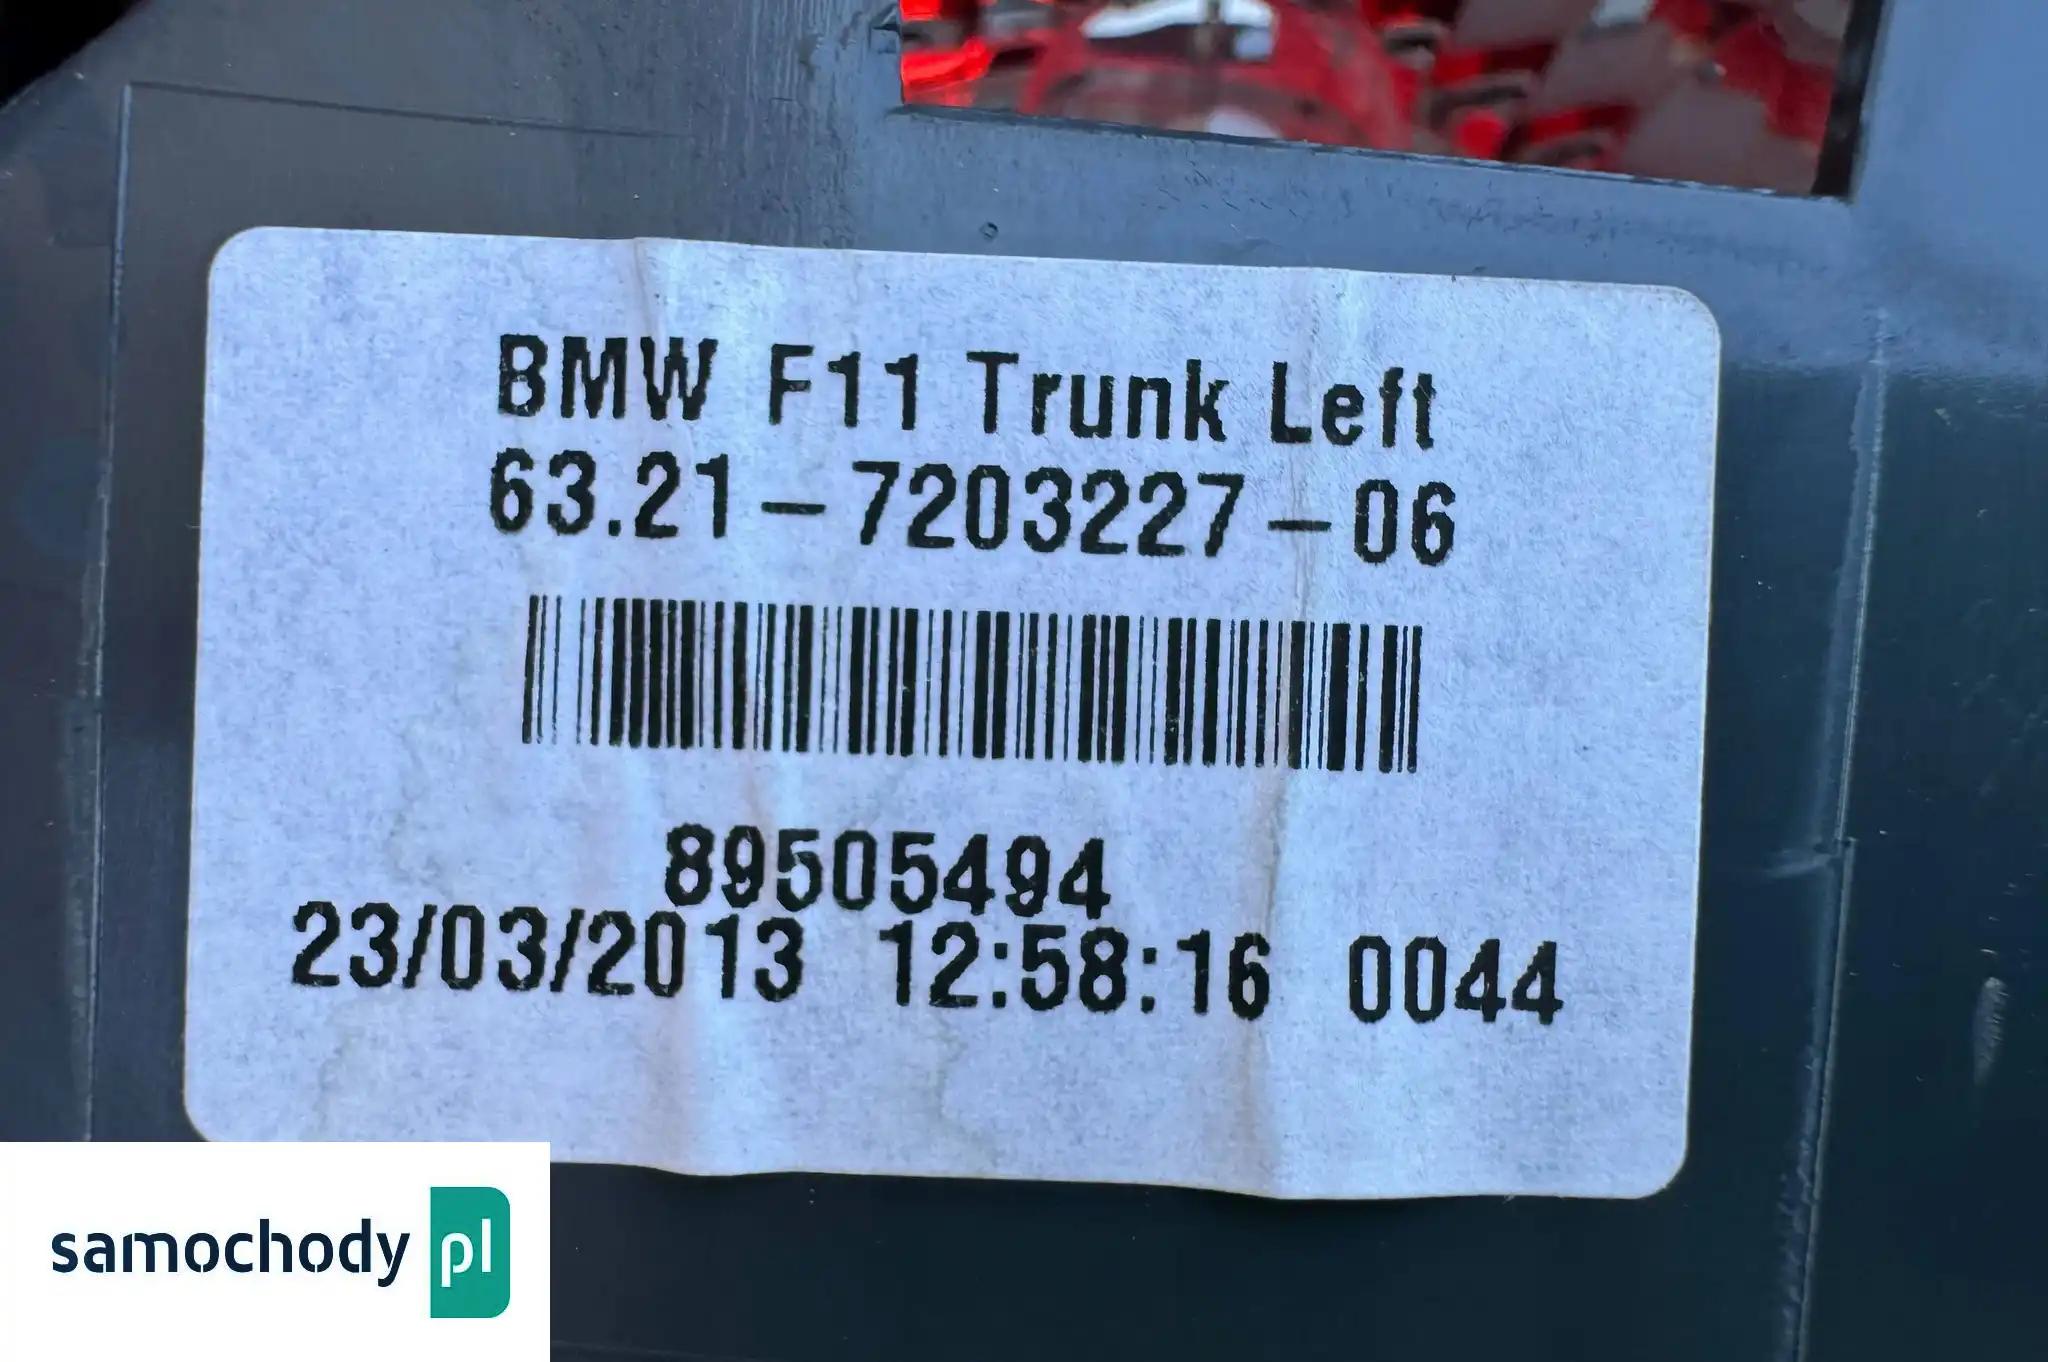 BMW F11 Trunk Left
63.21-7203227-06
89505494
23/03/2013 12:58:16 0044
samochody pl